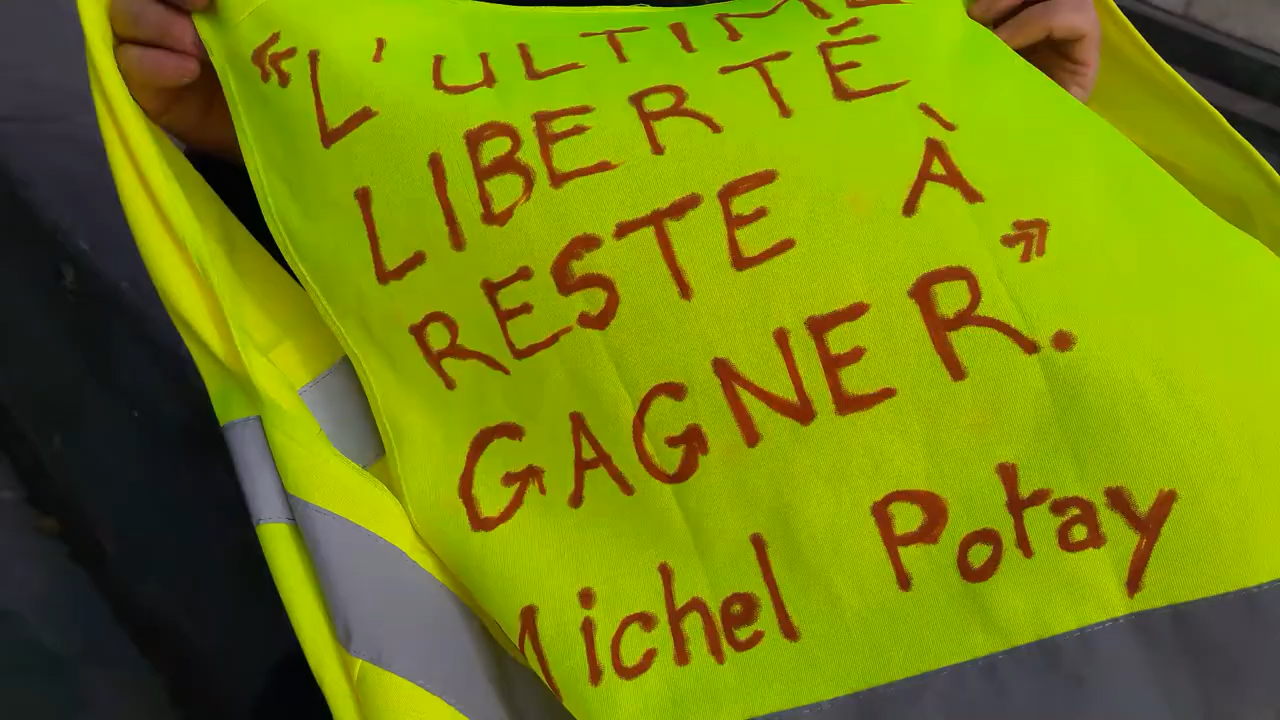 « L'ULTIME
LIBERTÉ
RESTE À
GAGNER. »
Michel Potay